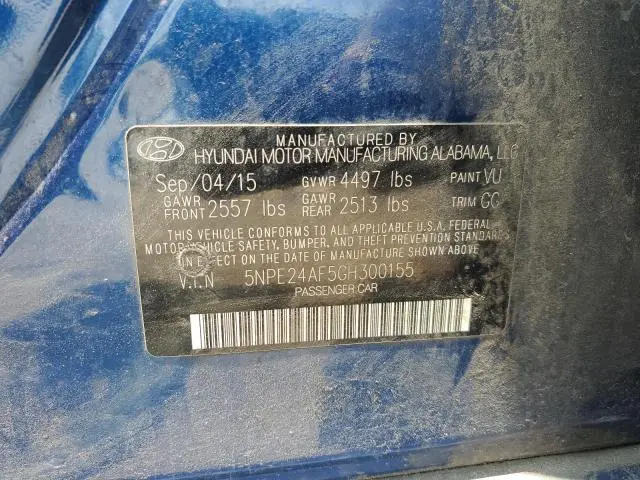 MANUFACTURED BY
HYUNDAI MOTOR MANUFACTURING ALABAMA, LLC
Sep/04/15 GVWR 4497 lbs PAINT VU
GAWR FRONT 2557 lbs GAWR REAR 2513 lbs TRIM GC
THIS VEHICLE CONFORMS TO ALL APPLICABLE U.S.A. FEDERAL
MOTOR VEHICLE SAFETY, BUMPER, AND THEFT PREVENTION STANDARDS
IN EFFECT ON THE DATE OF MANUFACTURE SHOWN ABOVE.
V.I.N 5NPE24AF5GH300155
PASSENGER CAR